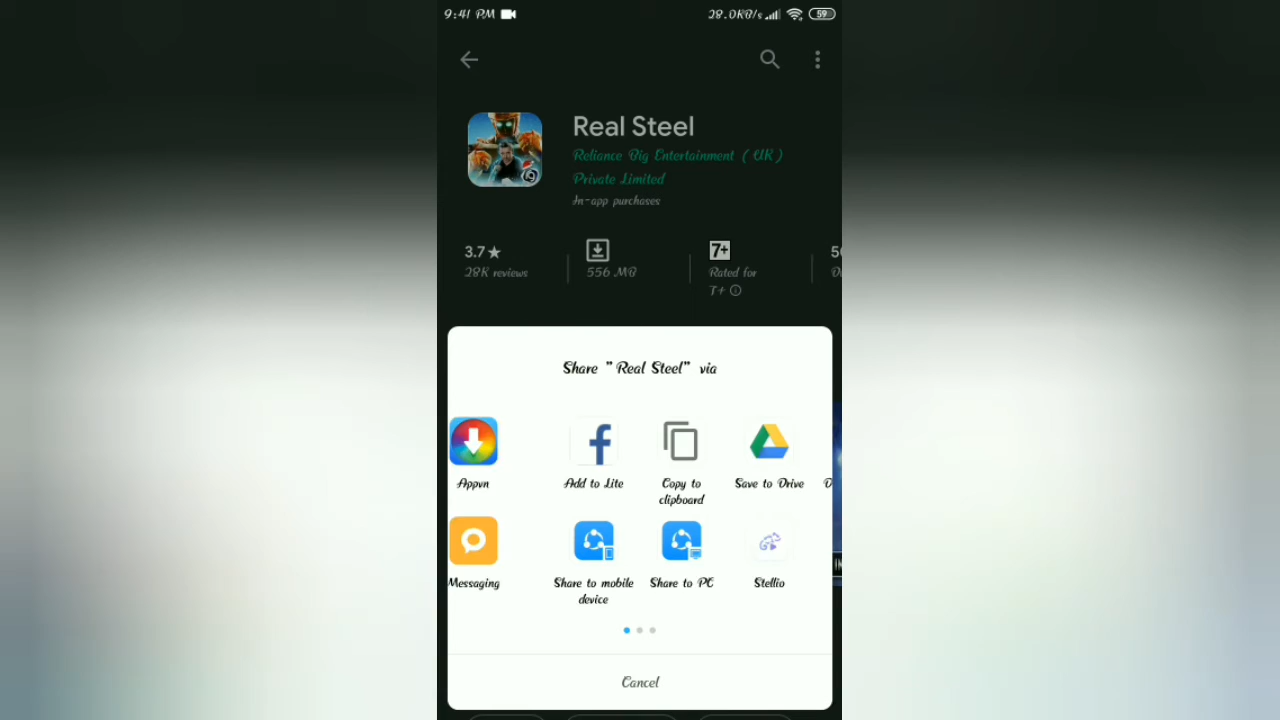 9:41 PM 28.0KB/s 59
Real Steel
Reliance Big Entertainment (UK)
Private Limited
In-app purchases
3.7★ 7+ 5
28K reviews 556 MB Rated for
T+
Share "Real Steel" via
Appvn Add to Lite Copy to Save to Drive
clipboard
Messaging Share to mobile Share to PC Stellio
device
Cancel